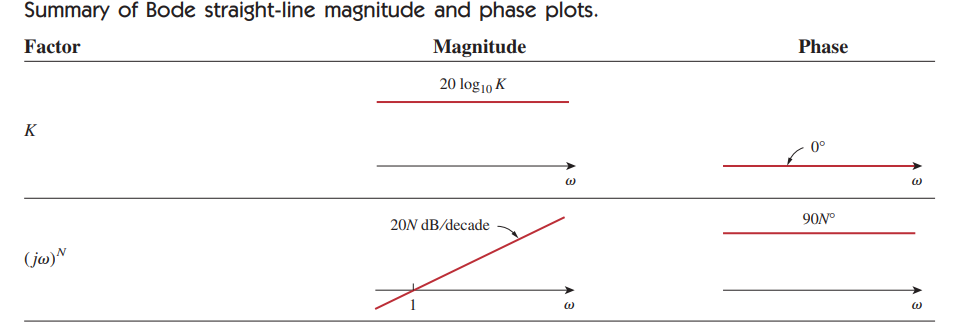 Summary of Bode straight-line magnitude and phase plots.
Factor Magnitude Phase
20 log₁₀ K
K
0°
ω ω
20N dB/decade 90N°
(jω)ᴺ
1 ω ω